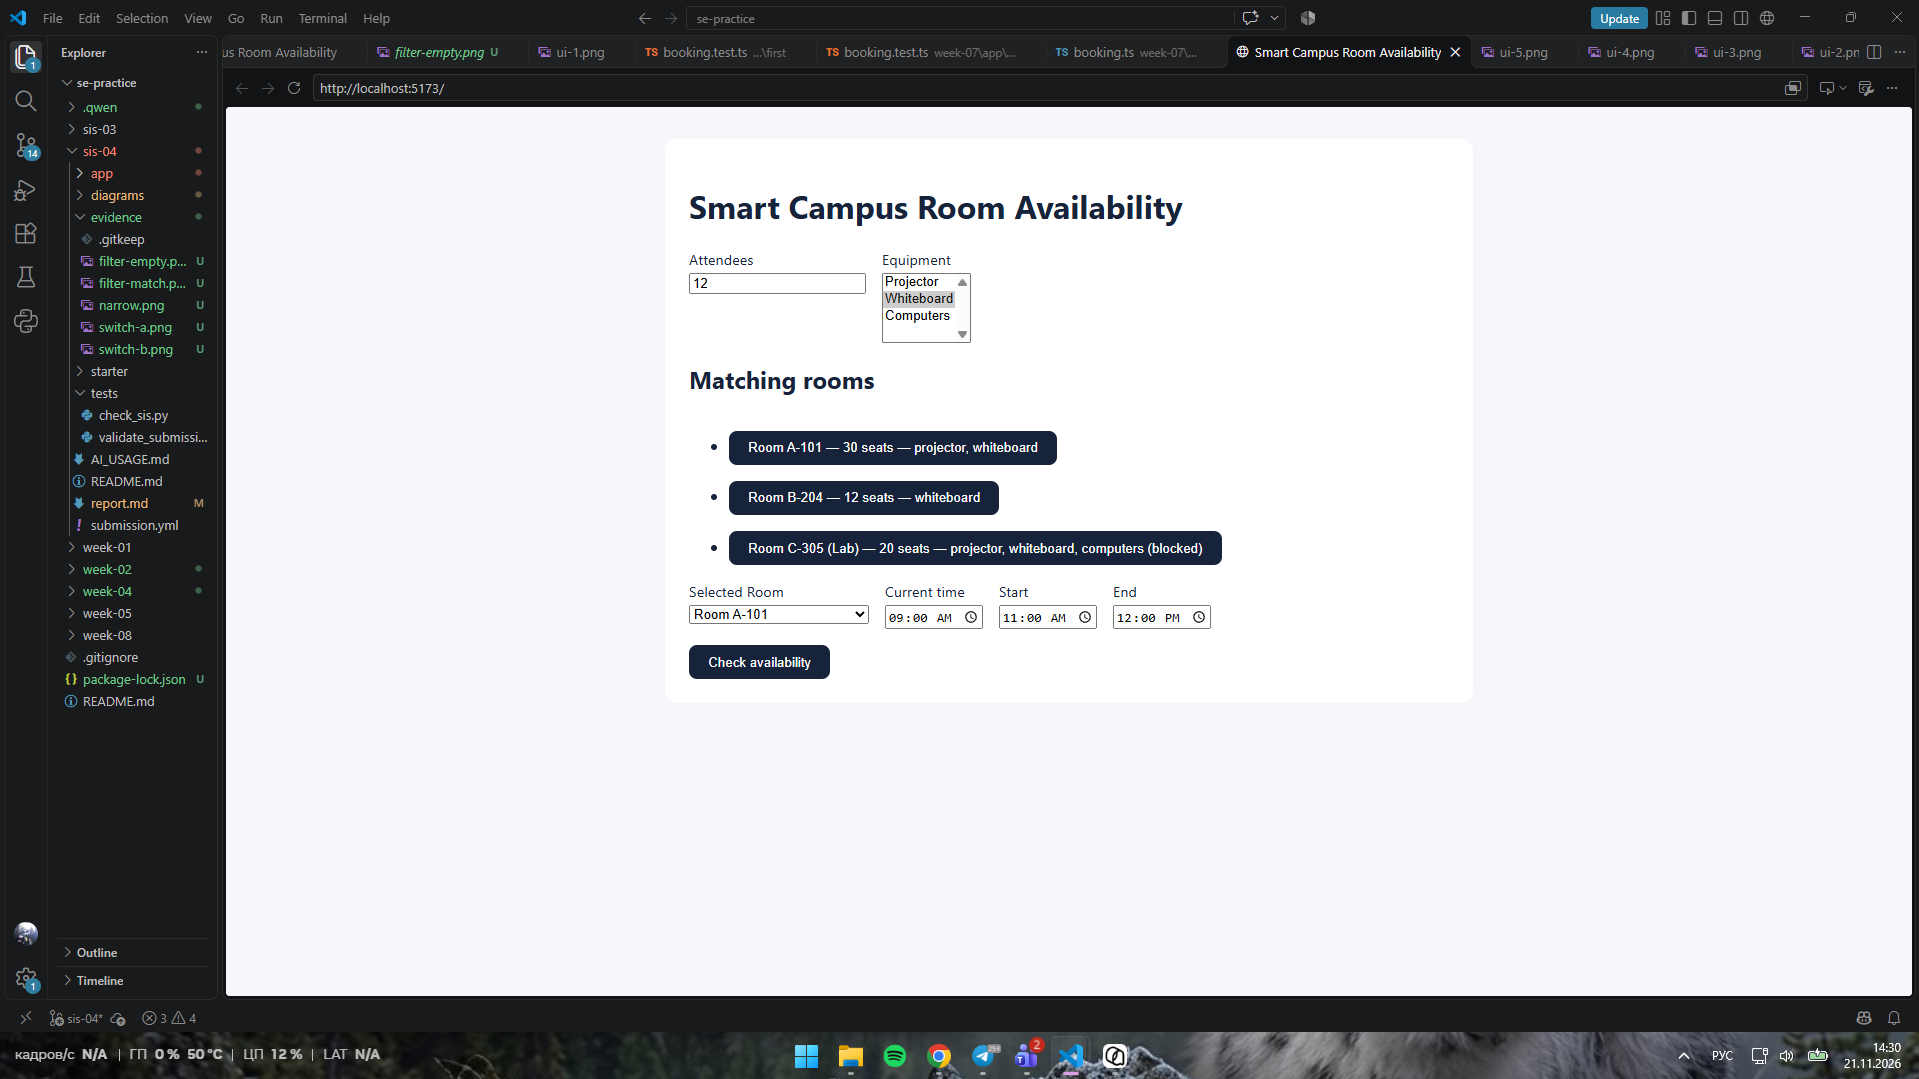 File Edit Selection View Go Run Terminal Help
se-practice
Update
Explorer
us Room Availability
filter-empty.png U
ui-1.png
TS booking.test.ts ...\first
TS booking.test.ts week-07\app\...
TS booking.ts week-07\...
Smart Campus Room Availability
ui-5.png
ui-4.png
ui-3.png
ui-2.pn
http://localhost:5173/
1
14
se-practice
.qwen
sis-03
sis-04
app
diagrams
evidence
.gitkeep
filter-empty.p... U
filter-match.p... U
narrow.png U
switch-a.png U
switch-b.png U
starter
tests
check_sis.py
validate_submissi...
AI_USAGE.md
README.md
report.md M
submission.yml
week-01
week-02
week-04
week-05
week-08
.gitignore
package-lock.json U
README.md
Outline
Timeline
1
Smart Campus Room Availability
Attendees
12
Equipment
Projector
Whiteboard
Computers
Matching rooms
Room A-101 — 30 seats — projector, whiteboard
Room B-204 — 12 seats — whiteboard
Room C-305 (Lab) — 20 seats — projector, whiteboard, computers (blocked)
Selected Room Current time Start End
Room A-101 09:00 AM 11:00 AM 12:00 PM
Check availability
sis-04* 3 4
кадров/с N/A | ГП 0 % 50 °C | ЦП 12 % | LAT N/A
2
РУС
14:30
21.11.2026